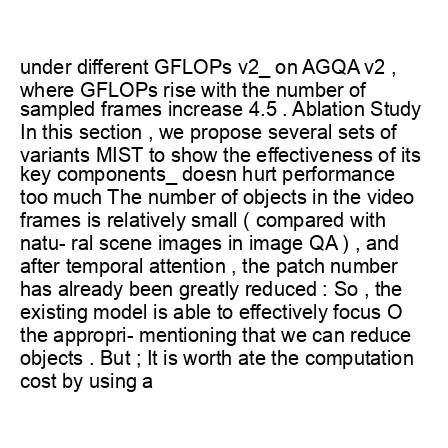 under different GFLOPs v2_ on AGQA v2 ,
where GFLOPs rise with the number of
sampled frames increase 4.5 . Ablation Study
In this section , we propose several sets of
variants MIST to show the effectiveness of its
key components_ doesn hurt performance
too much The number of objects in the video
frames is relatively small ( compared with
natu- ral scene images in image QA ) , and
after temporal attention , the patch number
has already been greatly reduced : So , the
existing model is able to effectively focus O
the appropri- mentioning that we can reduce
objects . But ; It is worth ate the computation
cost by using a